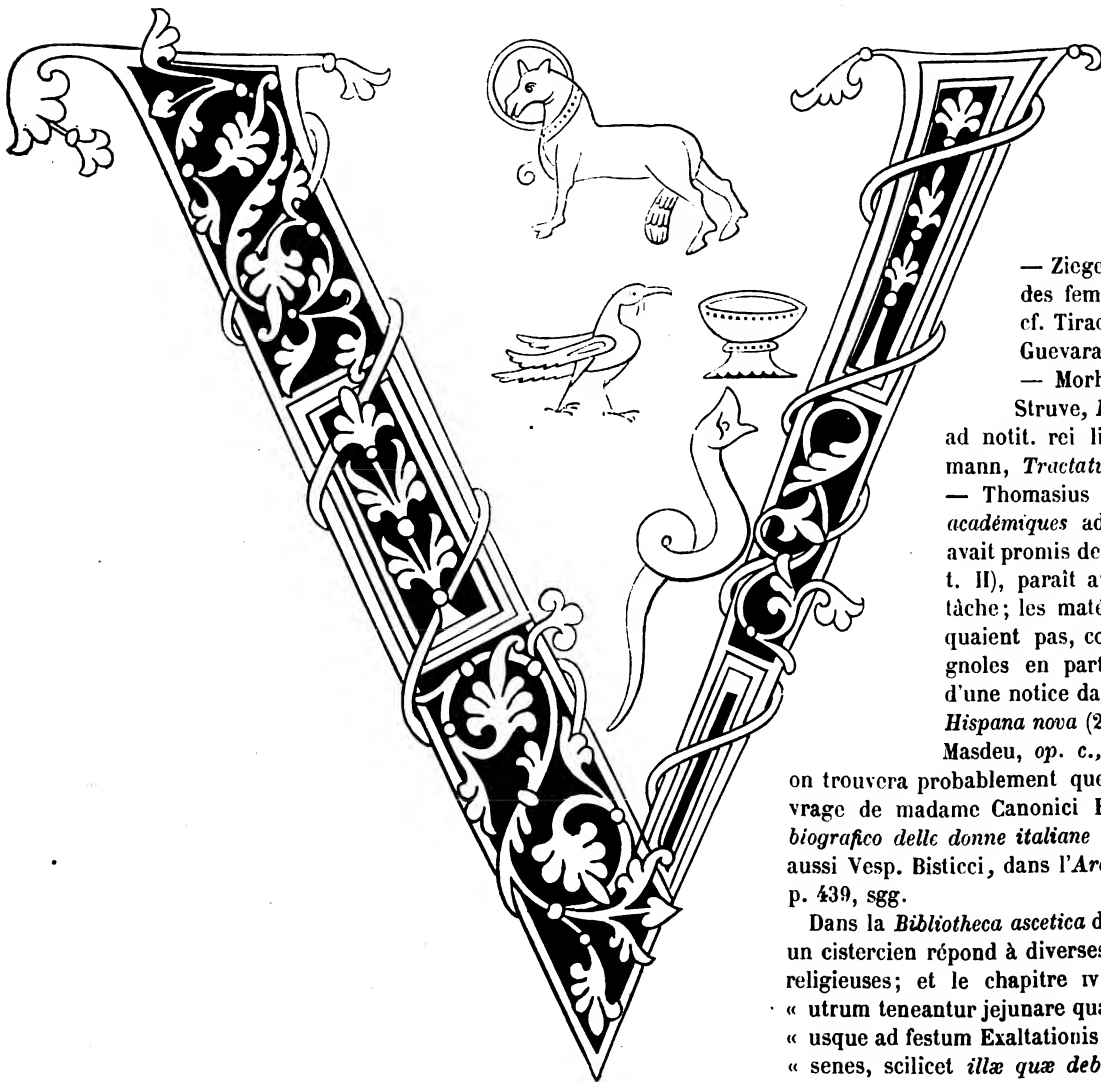 — Ziege
des fem
cf. Tirac
Guevara
— Morh
Struve, 
ad notit. rei li
mann, Tractatu
— Thomasius
académiques ad
avait promis de
t. II), paraît a
tâche; les maté
quaient pas, co
gnoles en part
d'une notice da
Hispana nova (2
Masdeu, op. c.,
on trouvera probablement que
vrage de madame Canonici
biografico delle donne italiane
aussi Vesp. Bisticci, dans l'Ar
p. 439, sgg.
Dans la Bibliotheca ascetica d
un cistercien répond à diverses
religieuses; et le chapitre IV
« utrum teneantur jejunare qua
« usque ad festum Exaltationis
« senes, scilicet illæ quæ deb